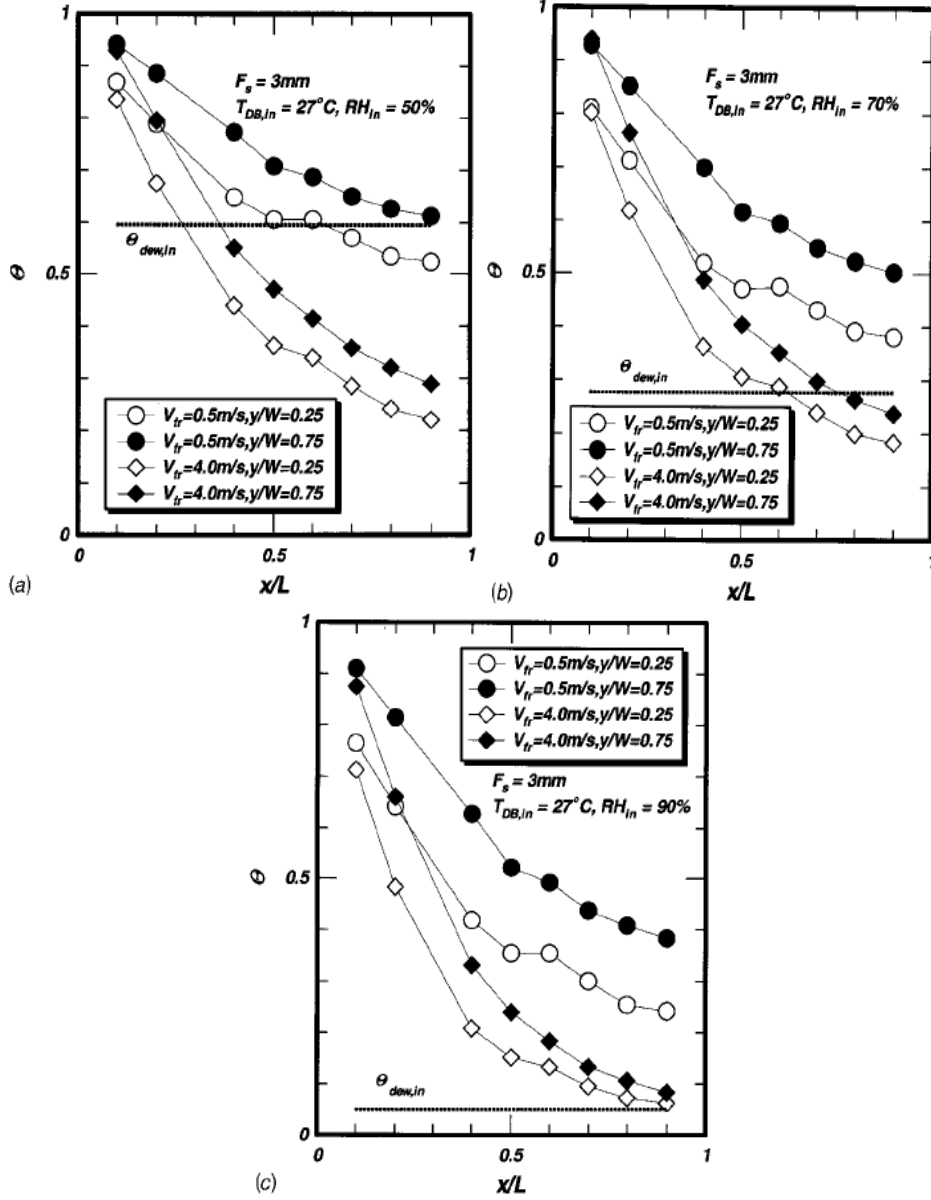 1
F_s = 3mm
T_DB,in = 27°C, RH_in = 50%
Θ
0.5
Θ_dew,in
V_fr=0.5m/s,y/W=0.25
V_fr=0.5m/s,y/W=0.75
V_fr=4.0m/s,y/W=0.25
V_fr=4.0m/s,y/W=0.75
0
0 0.5 1
(a) x/L
1
F_s = 3mm
T_DB,in = 27°C, RH_in = 70%
Θ
0.5
Θ_dew,in
V_fr=0.5m/s,y/W=0.25
V_fr=0.5m/s,y/W=0.75
V_fr=4.0m/s,y/W=0.25
V_fr=4.0m/s,y/W=0.75
0
0 0.5 1
(b) x/L
1
V_fr=0.5m/s,y/W=0.25
V_fr=0.5m/s,y/W=0.75
V_fr=4.0m/s,y/W=0.25
V_fr=4.0m/s,y/W=0.75
F_s = 3mm
T_DB,in = 27°C, RH_in = 90%
Θ
0.5
Θ_dew,in
0
0 0.5 1
(c) x/L